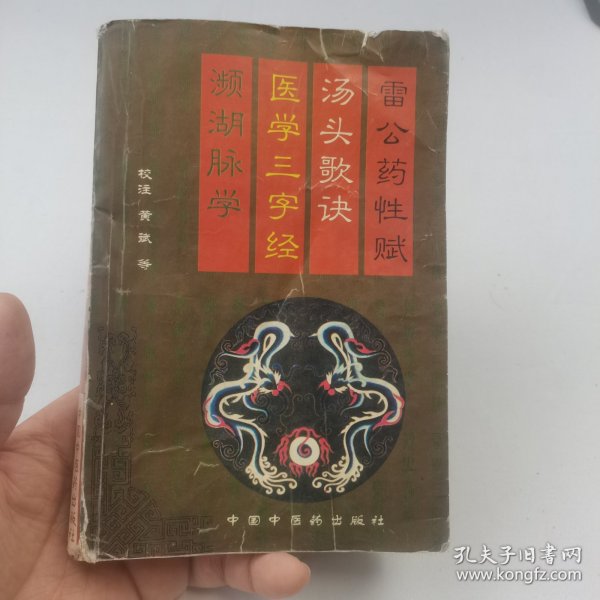 雷公药性赋
汤头歌诀
医学三字经
濒湖脉学
校注 黄斌 等
中国中医药出版社
孔夫子旧书网
www.kongfz.com